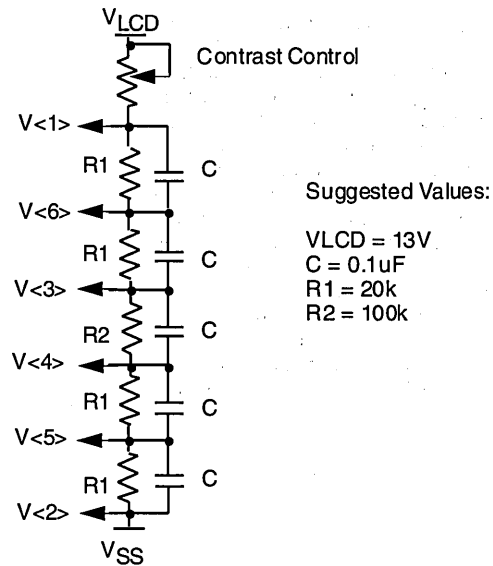 VLCD
Contrast Control
V<1>
R1
C
V<6>
R1
C
V<3>
R2
C
V<4>
R1
C
V<5>
R1
C
V<2>
VSS
Suggested Values:
VLCD = 13V
C = 0.1uF
R1 = 20k
R2 = 100k